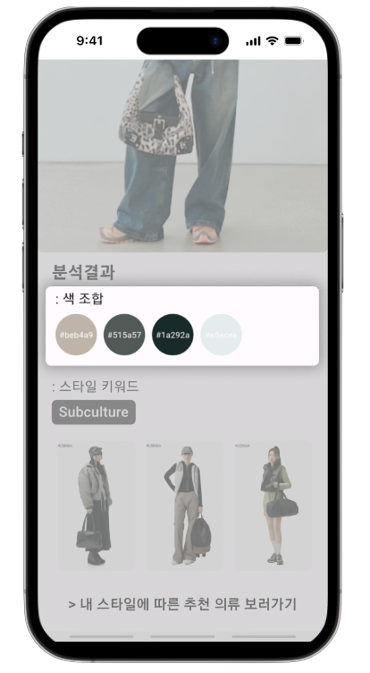 9:41
분석결과
: 색 조합
#beb4a9 #515a57 #1a292a
: 스타일 키워드
Subculture
> 내 스타일에 따른 추천 의류 보러가기